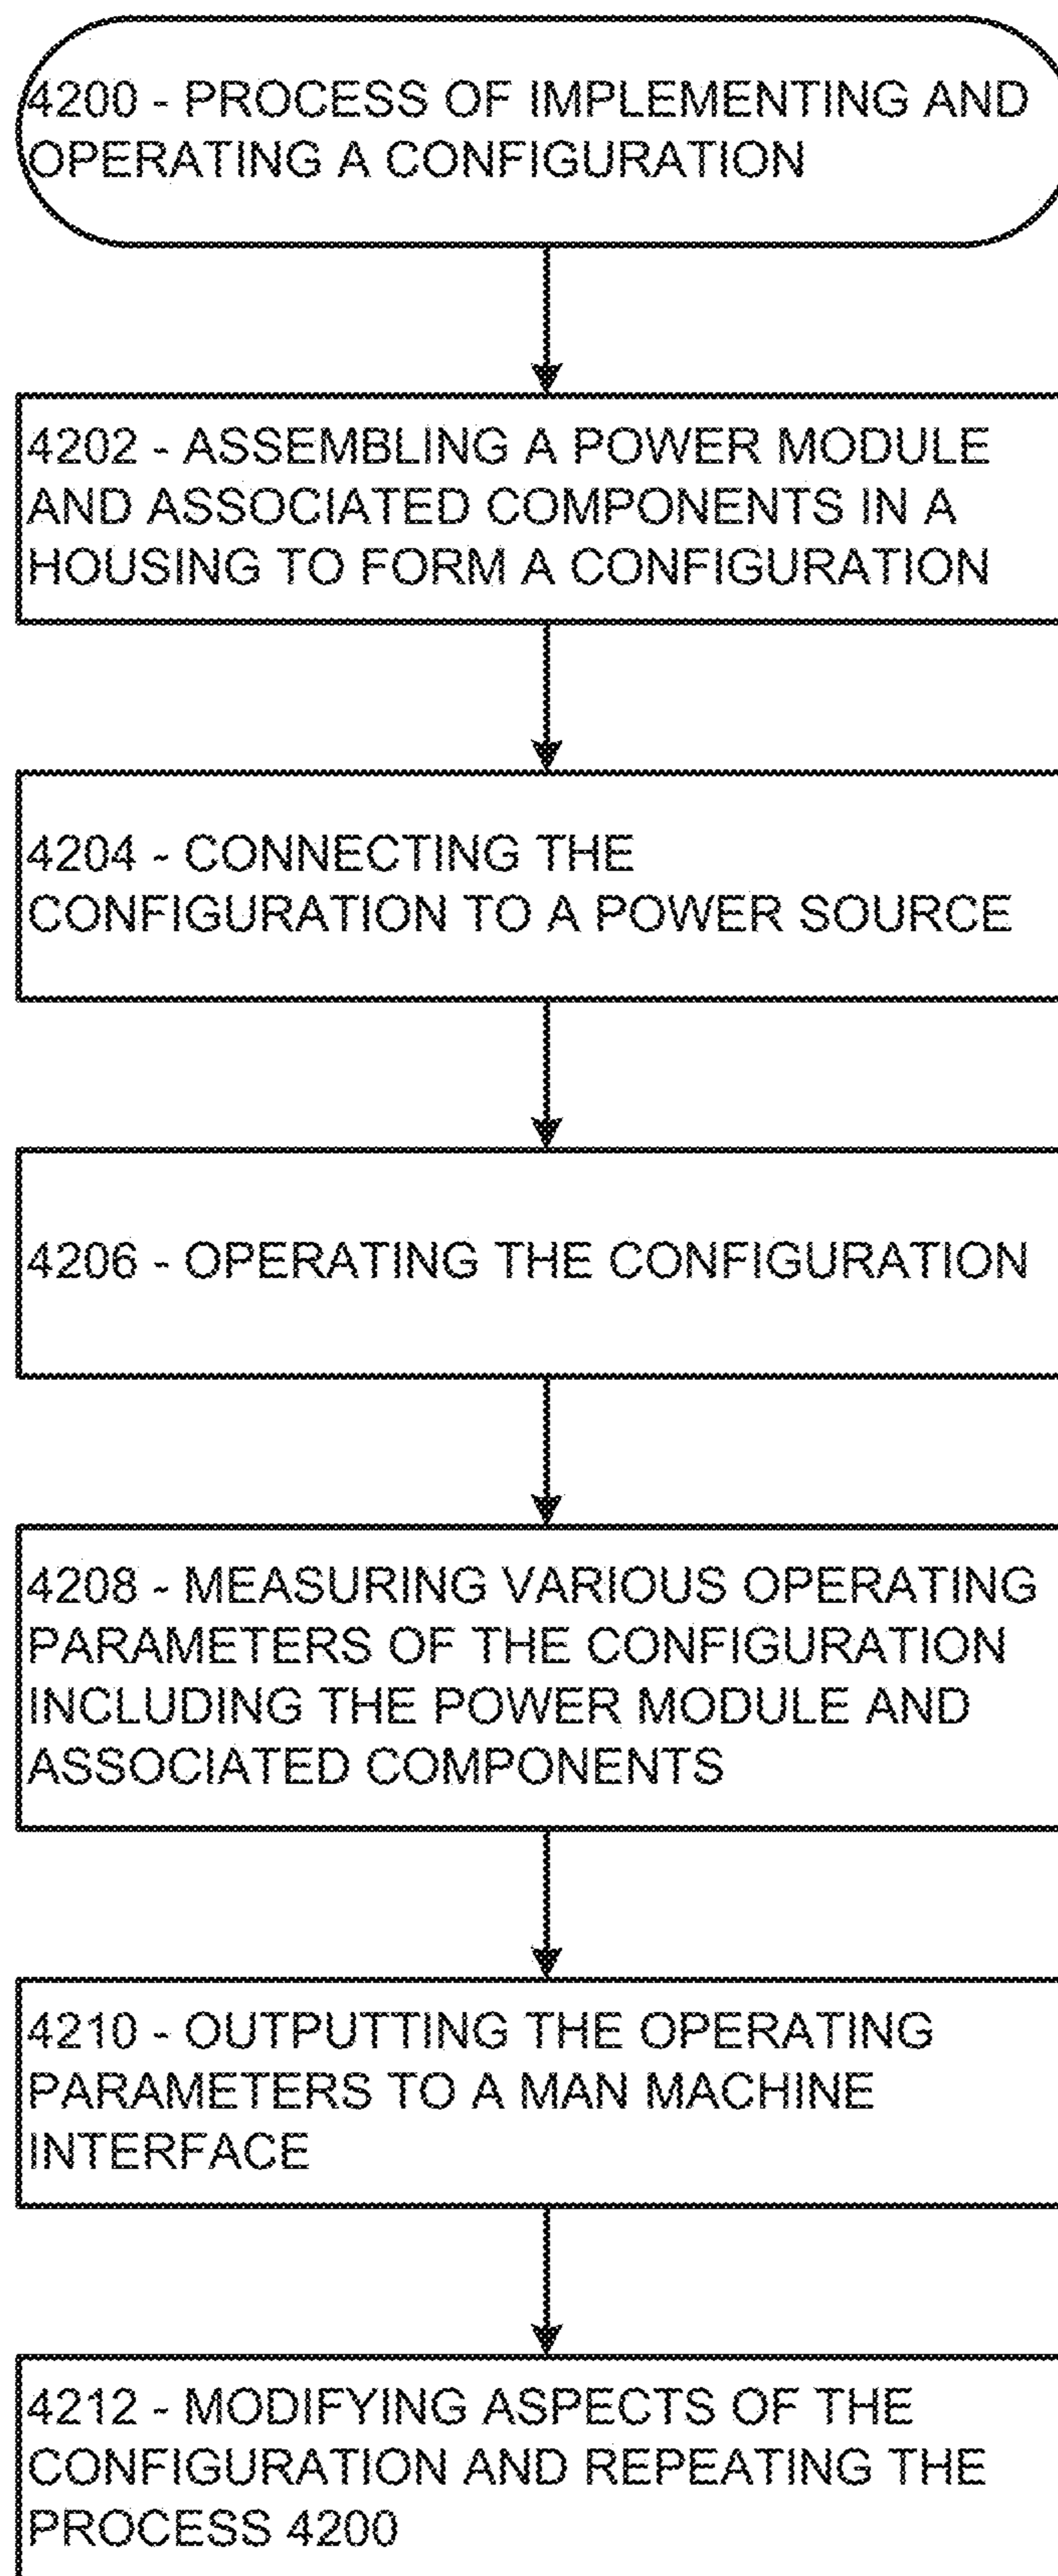 4200 - PROCESS OF IMPLEMENTING AND
OPERATING A CONFIGURATION
4202 - ASSEMBLING A POWER MODULE
AND ASSOCIATED COMPONENTS IN A
HOUSING TO FORM A CONFIGURATION
4204 - CONNECTING THE
CONFIGURATION TO A POWER SOURCE
4206 - OPERATING THE CONFIGURATION
4208 - MEASURING VARIOUS OPERATING
PARAMETERS OF THE CONFIGURATION
INCLUDING THE POWER MODULE AND
ASSOCIATED COMPONENTS
4210 - OUTPUTTING THE OPERATING
PARAMETERS TO A MAN MACHINE
INTERFACE
4212 - MODIFYING ASPECTS OF THE
CONFIGURATION AND REPEATING THE
PROCESS 4200